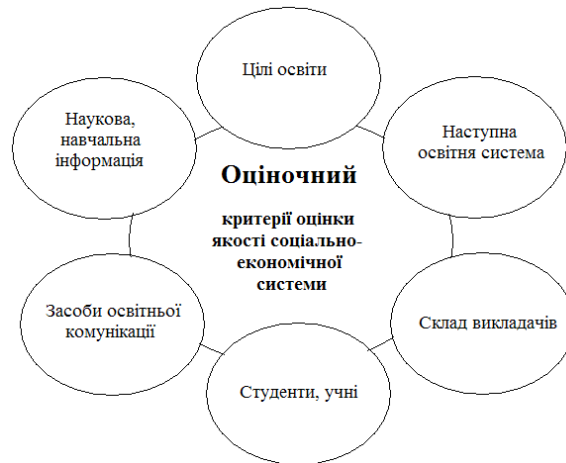 Цілі освіти
Наукова,
навчальна
інформація
Наступна
освітня система
Оціночний
критерії оцінки
якості соціально-
економічної
системи
Засоби освітньої
комунікації
Склад викладачів
Студенти, учні